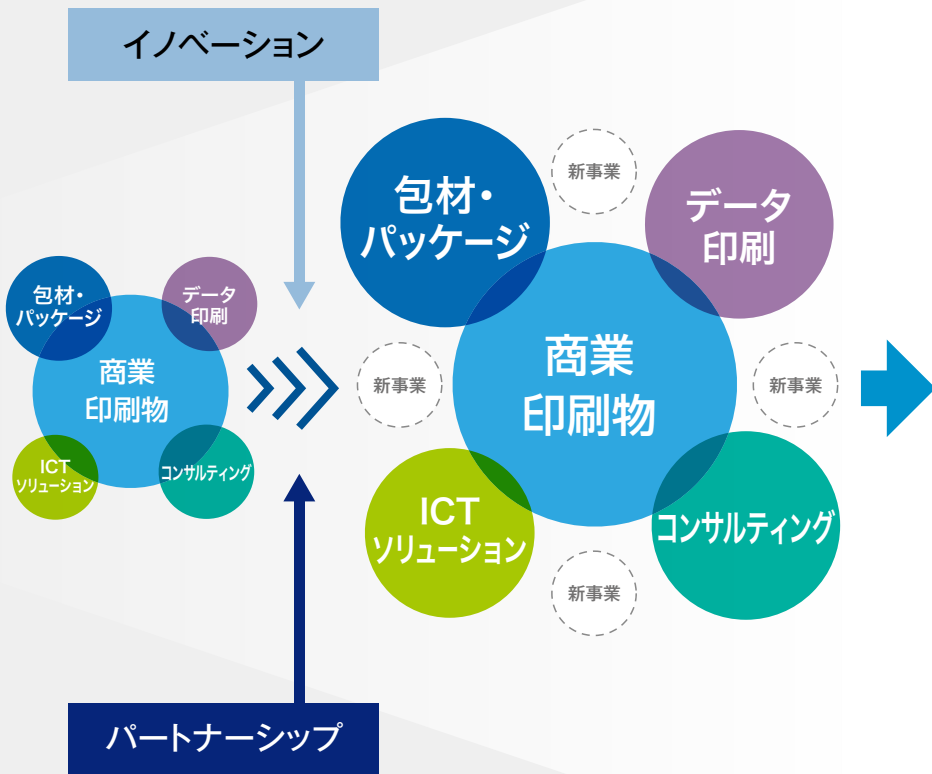 イノベーション
包材・
パッケージ
データ
印刷
商業
印刷物
ICT
ソリューション
コンサルティング
新事業
包材・
パッケージ
データ
印刷
新事業
商業
印刷物
新事業
ICT
ソリューション
コンサルティング
新事業
パートナーシップ